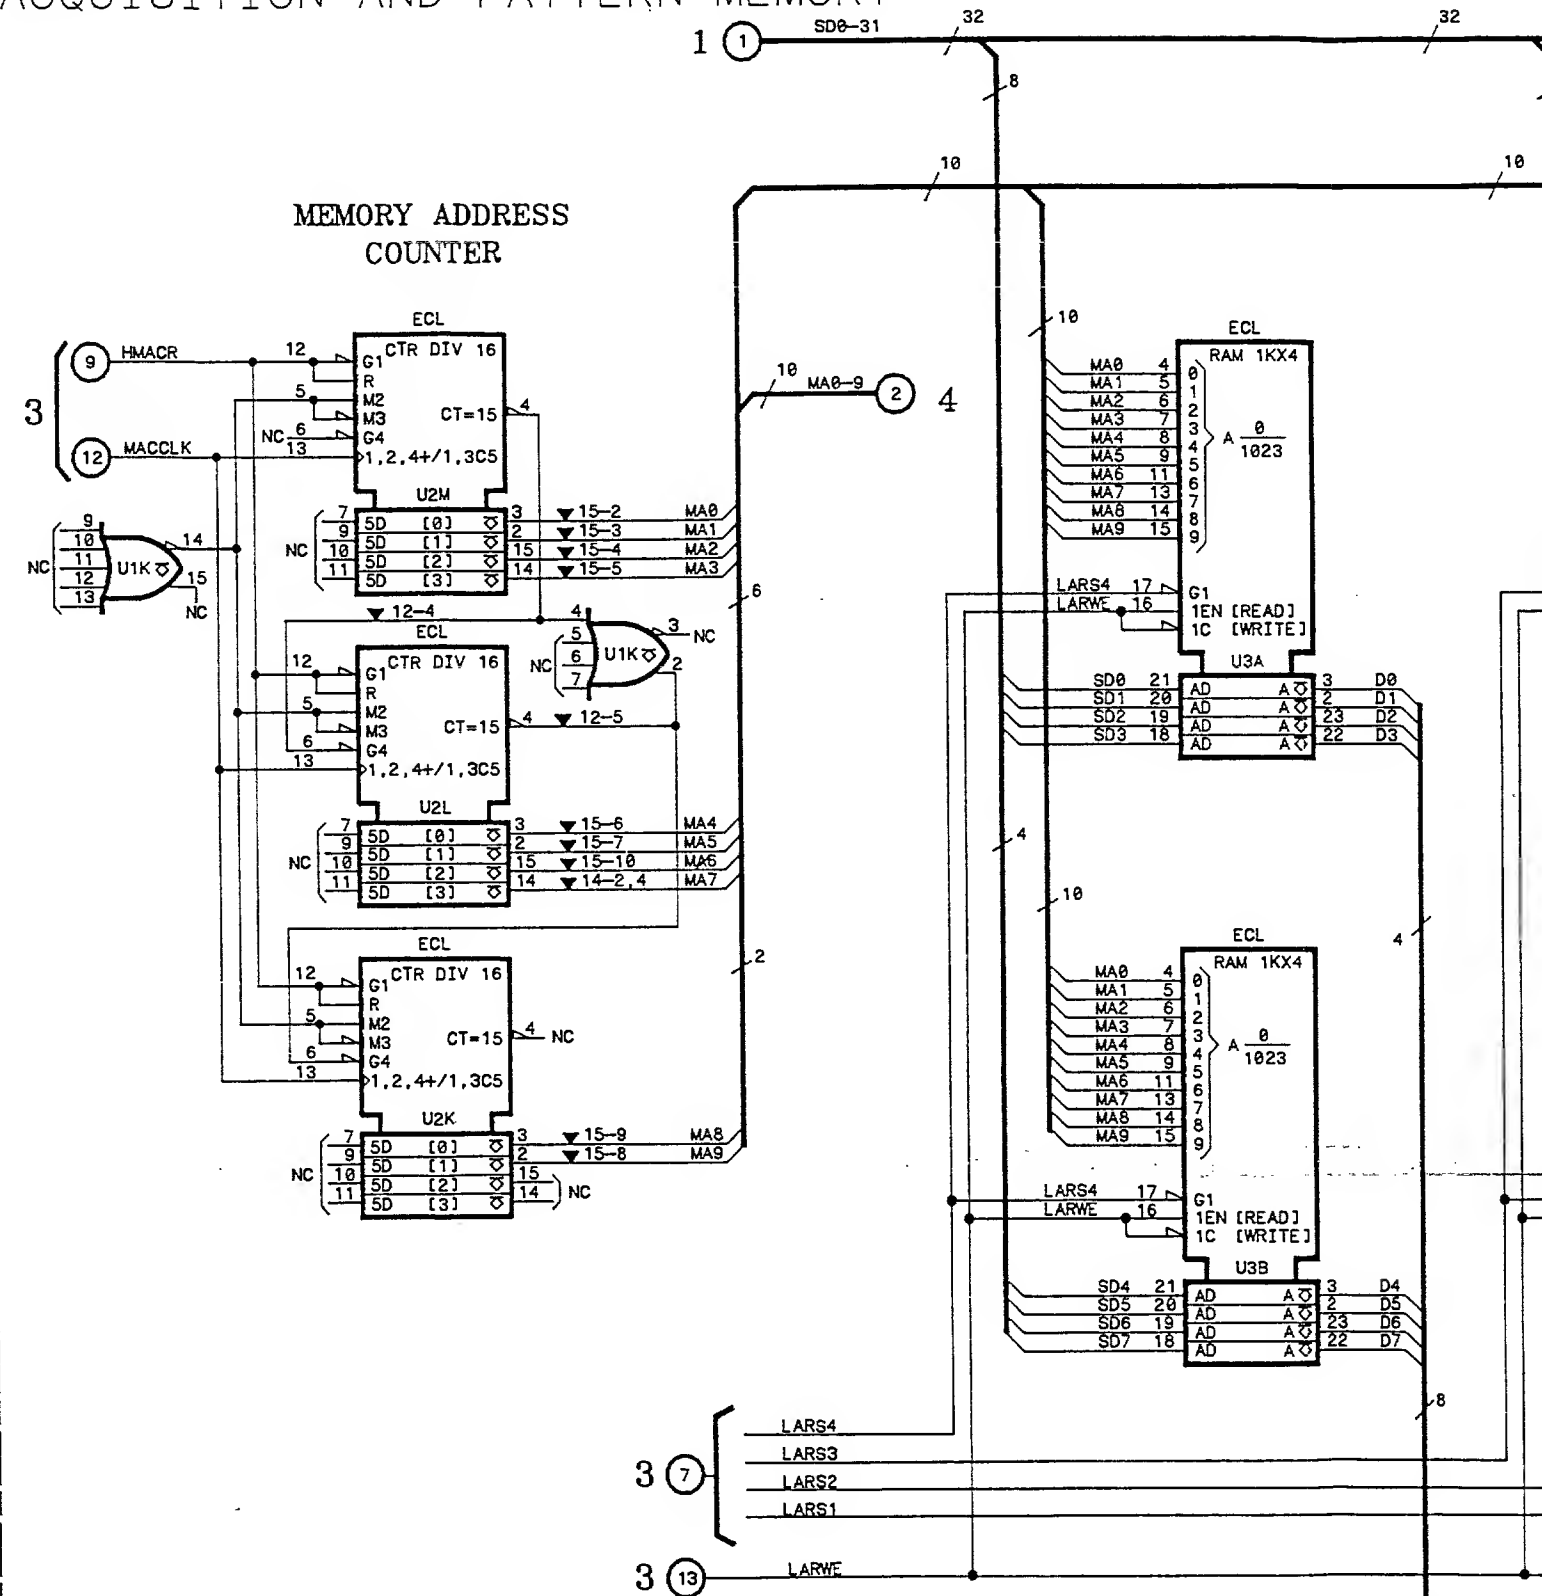 ACQUISITION AND PATTERN MEMORY
1 1 SD0-31 32 32
8
10 10
MEMORY ADDRESS
COUNTER
ECL
3
9 HMACR 12 G1 CTR DIV 16
R
5 M2
M3 CT=15 4
NC 6 G4
12 MACCLK 13 1,2,4+/1,3C5
U2M
7 5D [0] 3 15-2 MA0
9 5D [1] 2 15-3 MA1
NC 10 5D [2] 15 15-4 MA2
11 5D [3] 14 15-5 MA3
10 MA0-9 2 4
6
9
10
NC 11 U1K 14
12 15
13 NC
12-4
4
5 3 NC
NC 6 U1K
7 2
ECL
12 G1 CTR DIV 16
R
5 M2
M3 CT=15 4 12-5
6 G4
13 1,2,4+/1,3C5
U2L
7 5D [0] 3 15-6 MA4
9 5D [1] 2 15-7 MA5
NC 10 5D [2] 15 15-10 MA6
11 5D [3] 14 14-2,4 MA7
2
ECL
12 G1 CTR DIV 16
R
5 M2
M3 CT=15 4 NC
6 G4
13 1,2,4+/1,3C5
U2K
7 5D [0] 3 15-9 MA8
9 5D [1] 2 15-8 MA9
NC 10 5D [2] 15 NC
11 5D [3] 14
10
ECL
RAM 1KX4
MA0 4 0
MA1 5 1
MA2 6 2
MA3 7 3
MA4 8 4 A 0
MA5 9 5 1023
MA6 11 6
MA7 13 7
MA8 14 8
MA9 15 9
LARS4 17 G1
LARWE 16 1EN [READ]
1C [WRITE]
U3A
SD0 21 AD A 3 D0
SD1 20 AD A 2 D1
SD2 19 AD A 23 D2
SD3 18 AD A 22 D3
4
10
4
ECL
RAM 1KX4
MA0 4 0
MA1 5 1
MA2 6 2
MA3 7 3
MA4 8 4 A 0
MA5 9 5 1023
MA6 11 6
MA7 13 7
MA8 14 8
MA9 15 9
LARS4 17 G1
LARWE 16 1EN [READ]
1C [WRITE]
U3B
SD4 21 AD A 3 D4
SD5 20 AD A 2 D5
SD6 19 AD A 23 D6
SD7 18 AD A 22 D7
8
3 7
LARS4
LARS3
LARS2
LARS1
3 13 LARWE